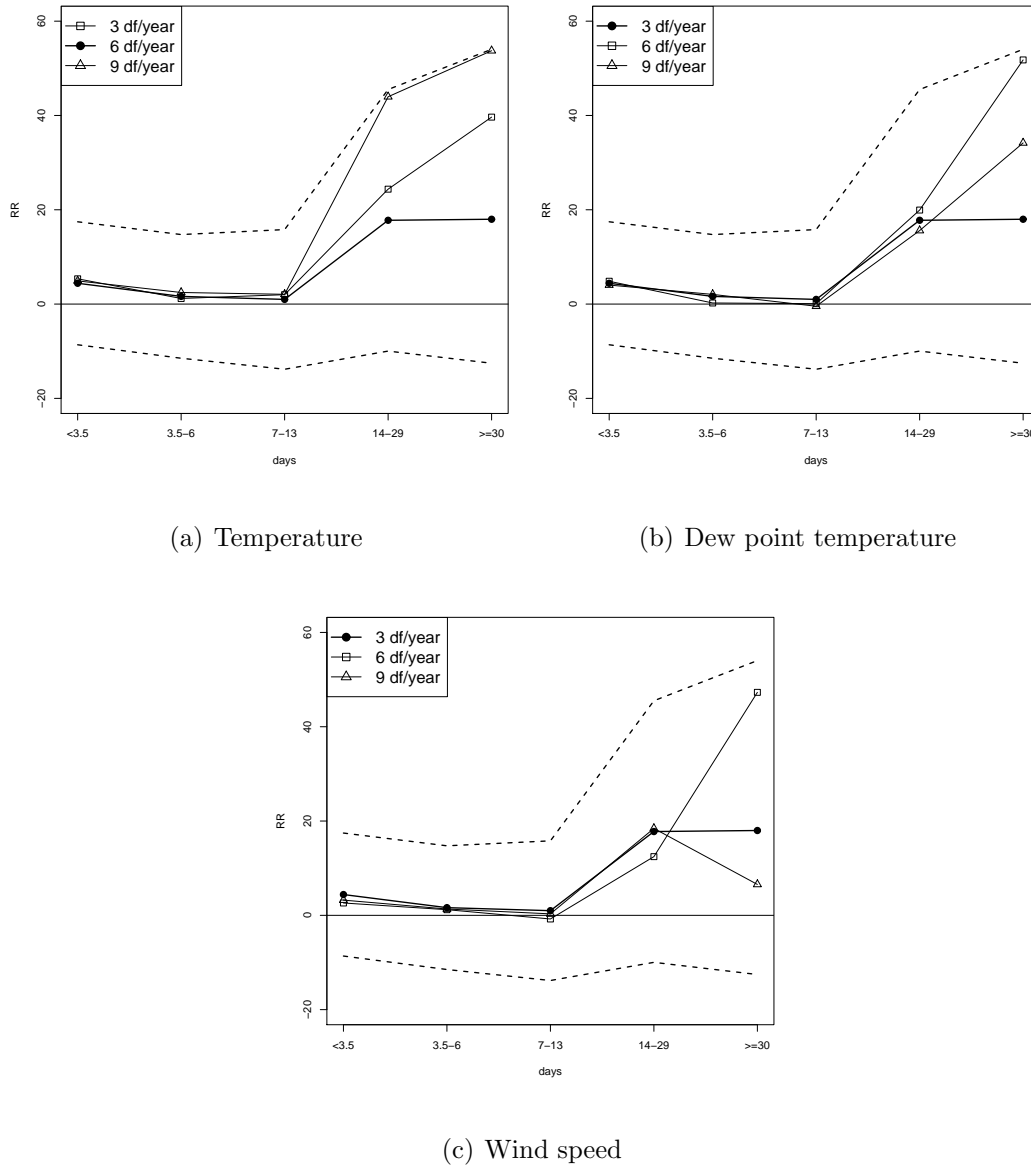 3 df/year
6 df/year
9 df/year
60
40
20
0
−20
RR
<3.5
3.5−6
7−13
14−29
>=30
days
(a) Temperature
3 df/year
6 df/year
9 df/year
60
40
20
0
−20
RR
<3.5
3.5−6
7−13
14−29
>=30
days
(b) Dew point temperature
3 df/year
6 df/year
9 df/year
60
40
20
0
−20
RR
<3.5
3.5−6
7−13
14−29
>=30
days
(c) Wind speed